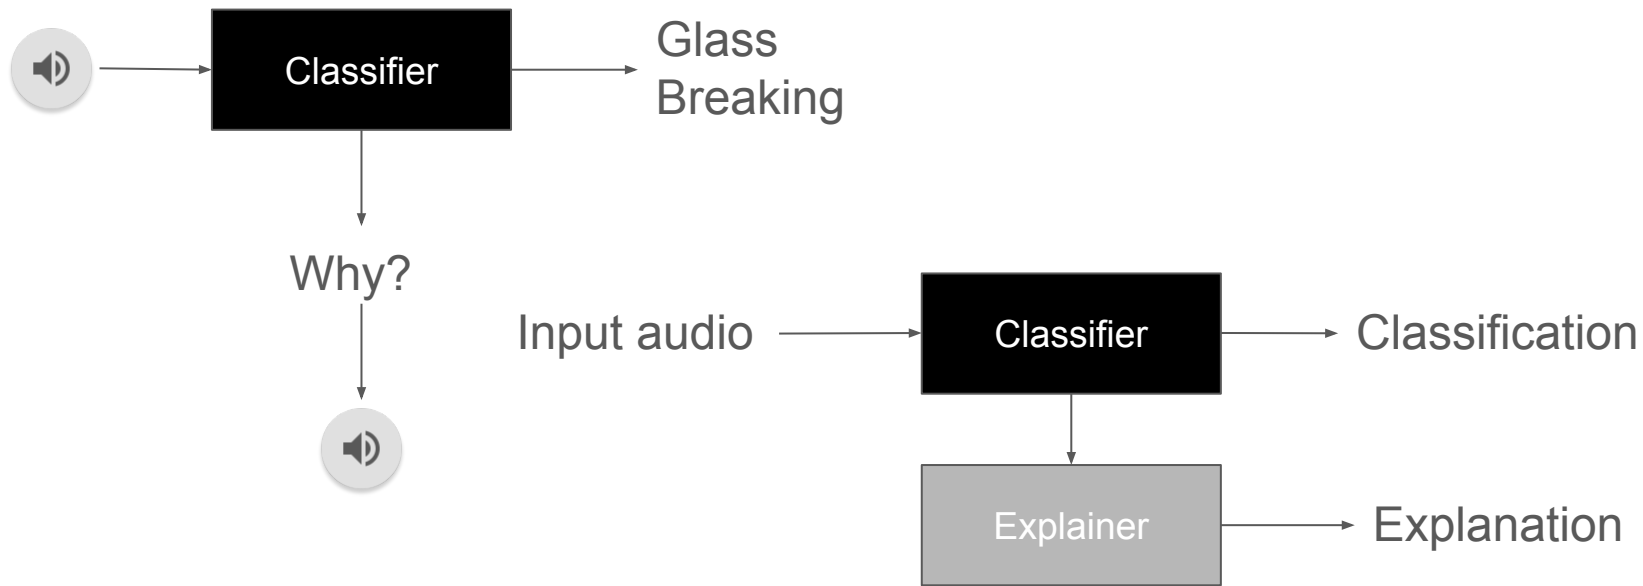 Classifier
Glass
Breaking
Why?
Input audio
Classifier
Classification
Explainer
Explanation